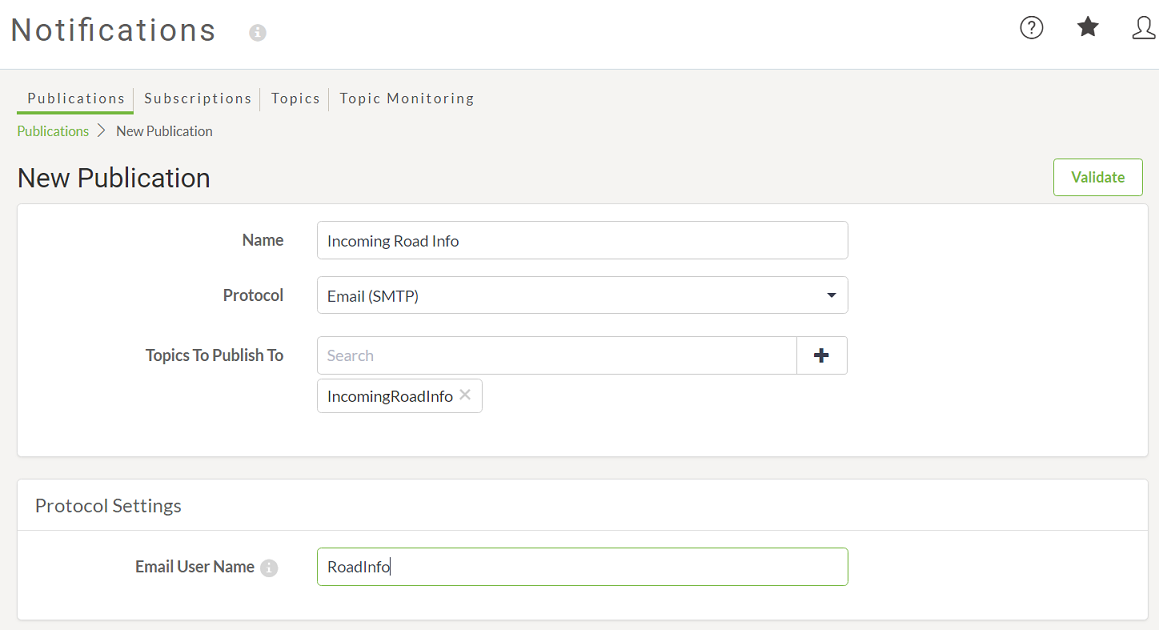 Notifications
Publications Subscriptions Topics Topic Monitoring
Publications > New Publication
New Publication
Validate
Name
Incoming Road Info
Protocol
Email (SMTP)
Topics To Publish To
Search
IncomingRoadInfo
Protocol Settings
Email User Name
RoadInfo